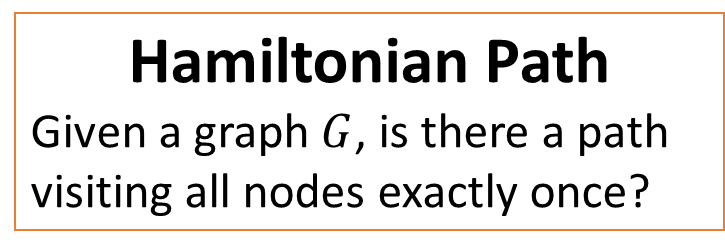 Hamiltonian Path
Given a graph G, is there a path
visiting all nodes exactly once?